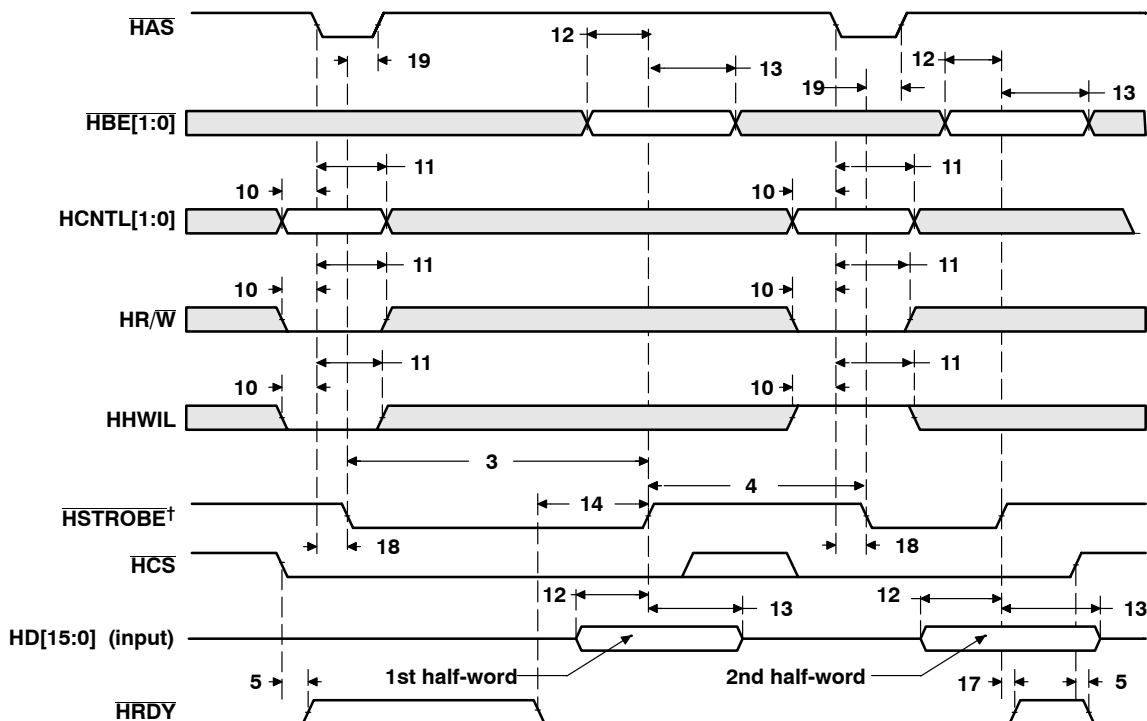 HAS
12
12
19
13
19
13
HBE[1:0]
11
11
10
10
HCNTL[1:0]
11
11
10
10
HR/W
11
11
10
10
HHWIL
3
4
14
HSTROBE†
18
18
HCS
12
12
13
13
HD[15:0] (input)
1st half-word
2nd half-word
5
17
5
HRDY